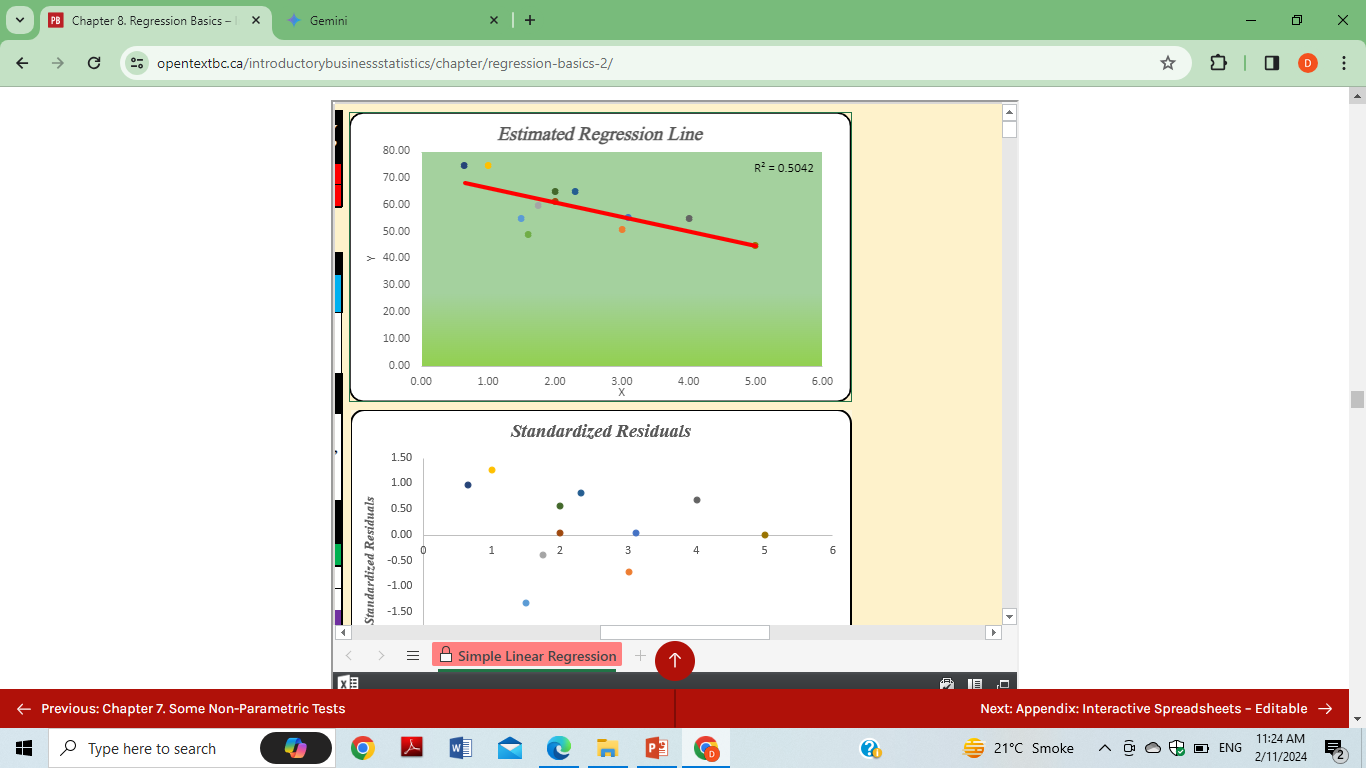 PB Chapter 8. Regression Basics –
Gemini
opentextbc.ca/introductorybusinessstatistics/chapter/regression-basics-2/
D
Estimated Regression Line
R² = 0.5042
80.00
70.00
60.00
50.00
40.00
30.00
20.00
10.00
0.00
Y
0.00 1.00 2.00 3.00 4.00 5.00 6.00
X
Standardized Residuals
1.50
1.00
0.50
0.00
-0.50
-1.00
-1.50
Standardized Residuals
0 1 2 3 4 5 6
Simple Linear Regression
Previous: Chapter 7. Some Non-Parametric Tests
Next: Appendix: Interactive Spreadsheets – Editable
Type here to search
21°C Smoke
ENG
11:24 AM
2/11/2024
2